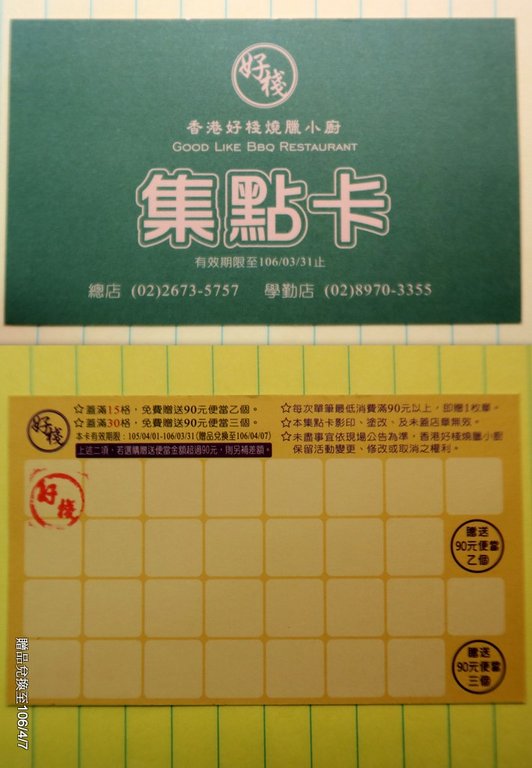 好棧
香港好棧燒臘小廚
GOOD LIKE BBQ RESTAURANT
集點卡
有效期限至106/03/31止
總店 (02)2673-5757 學勤店 (02)8970-3355
好棧
☆蓋滿15格，免費贈送90元便當乙個。
☆蓋滿30格，免費贈送90元便當三個。
本卡有效期間：105/04/01-106/03/31(贈品兌換至106/04/07)
上述二項，若選購贈送便當金額超過90元，則另補差額。
☆每次單筆最低消費滿90元以上，即贈1枚章。
☆本集點卡影印、塗改、及未蓋店章無效。
☆未盡事宜依現場公告為準，香港好棧燒臘小廚
保留活動變更、修改或取消之權利。
好棧
贈送
90元便當
乙個
贈送
90元便當
三個
贈品兌換至106/4/7